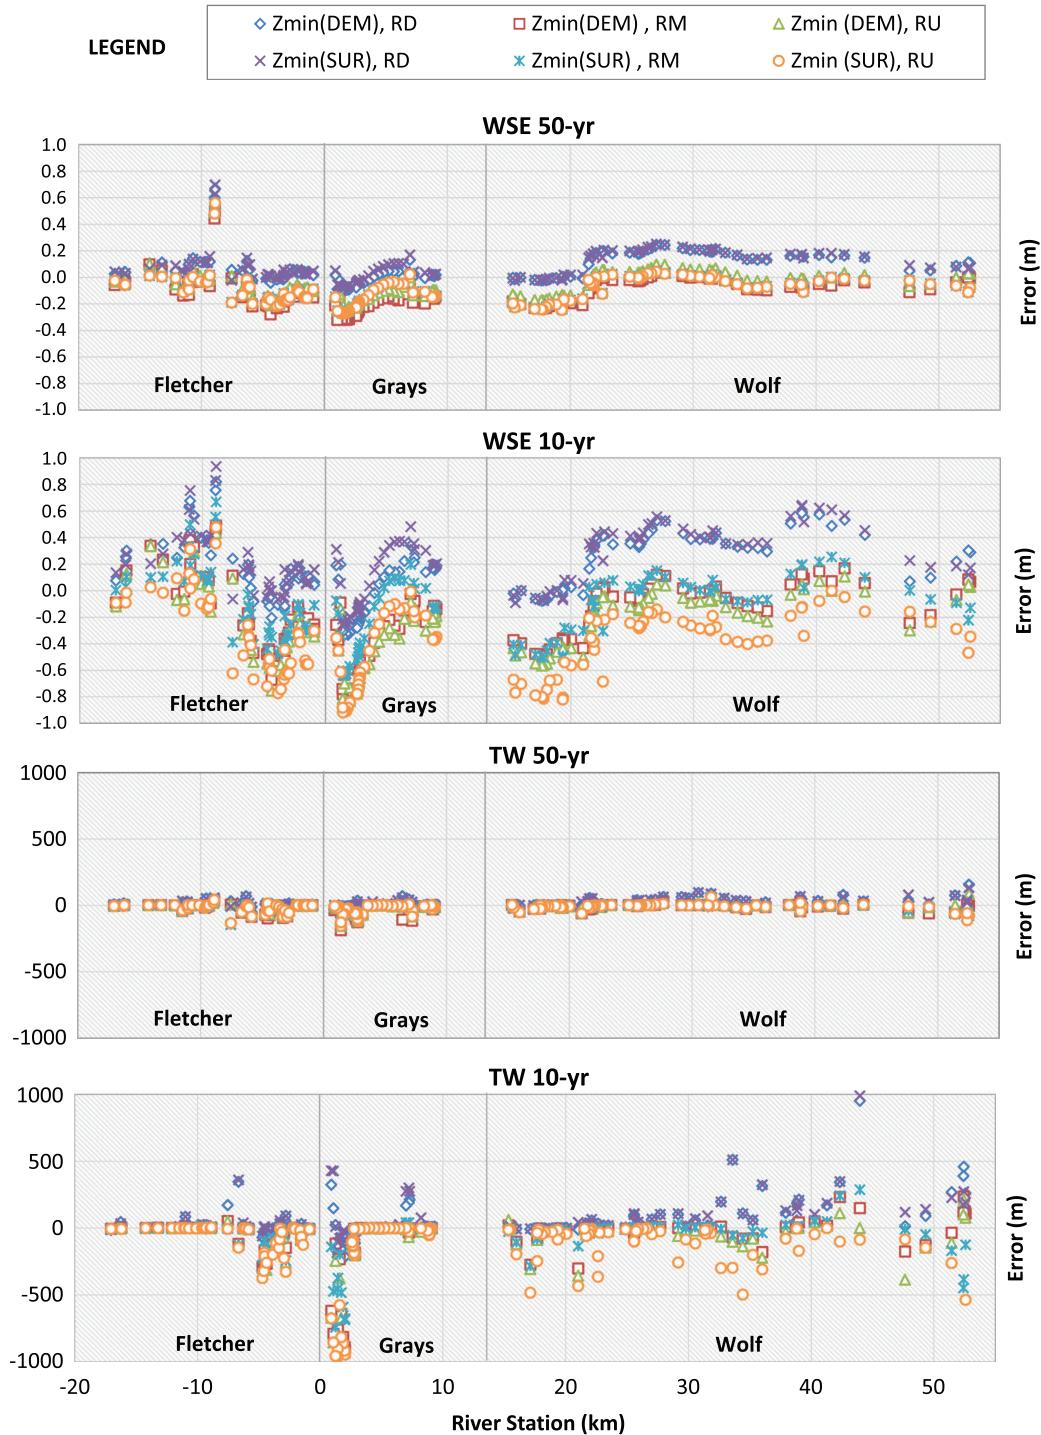 LEGEND
Zmin(DEM), RD
Zmin(DEM) , RM
Zmin (DEM), RU
Zmin(SUR), RD
Zmin(SUR) , RM
Zmin (SUR), RU
WSE 50-yr
1.0
0.8
0.6
0.4
0.2
0.0
-0.2
-0.4
-0.6
-0.8
-1.0
Error (m)
Fletcher
Grays
Wolf
WSE 10-yr
1.0
0.8
0.6
0.4
0.2
0.0
-0.2
-0.4
-0.6
-0.8
-1.0
Error (m)
Fletcher
Grays
Wolf
TW 50-yr
1000
500
0
-500
-1000
Error (m)
Fletcher
Grays
Wolf
TW 10-yr
1000
500
0
-500
-1000
Error (m)
Fletcher
Grays
Wolf
-20
-10
0
10
20
30
40
50
River Station (km)